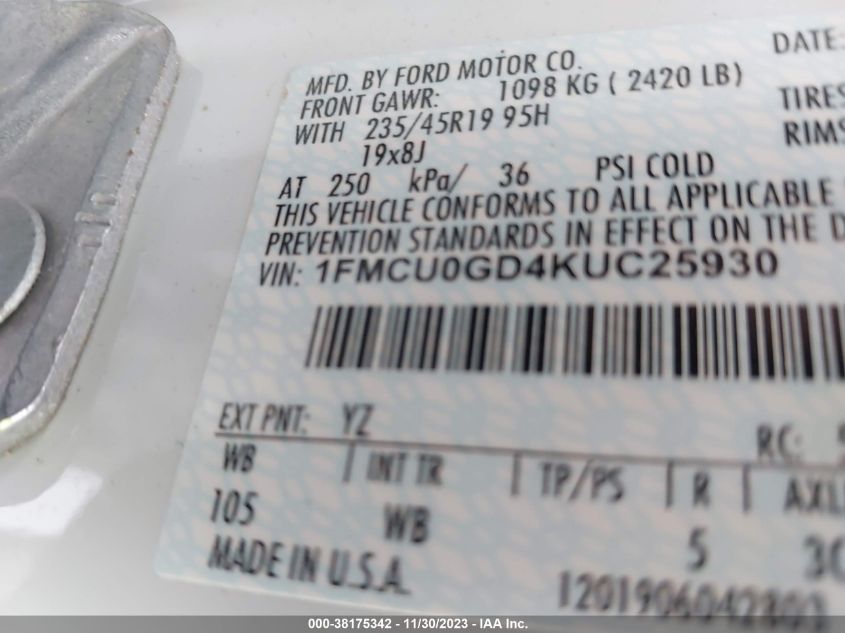 DATE:
MFD. BY FORD MOTOR CO.
FRONT GAWR: 1098 KG ( 2420 LB)
TIRES
WITH 235/45R19 95H
RIMS
19x8J
AT 250 kPa/ 36 PSI COLD
THIS VEHICLE CONFORMS TO ALL APPLICABLE
PREVENTION STANDARDS IN EFFECT ON THE D
VIN: 1FMCU0GD4KUC25930
EXT PNT: YZ
RC:
WB | INT TR | TP/PS | R | AXL
105 WB 5 3
MADE IN U.S.A.
1201906042803
000-38175342 - 11/30/2023 - IAA Inc.